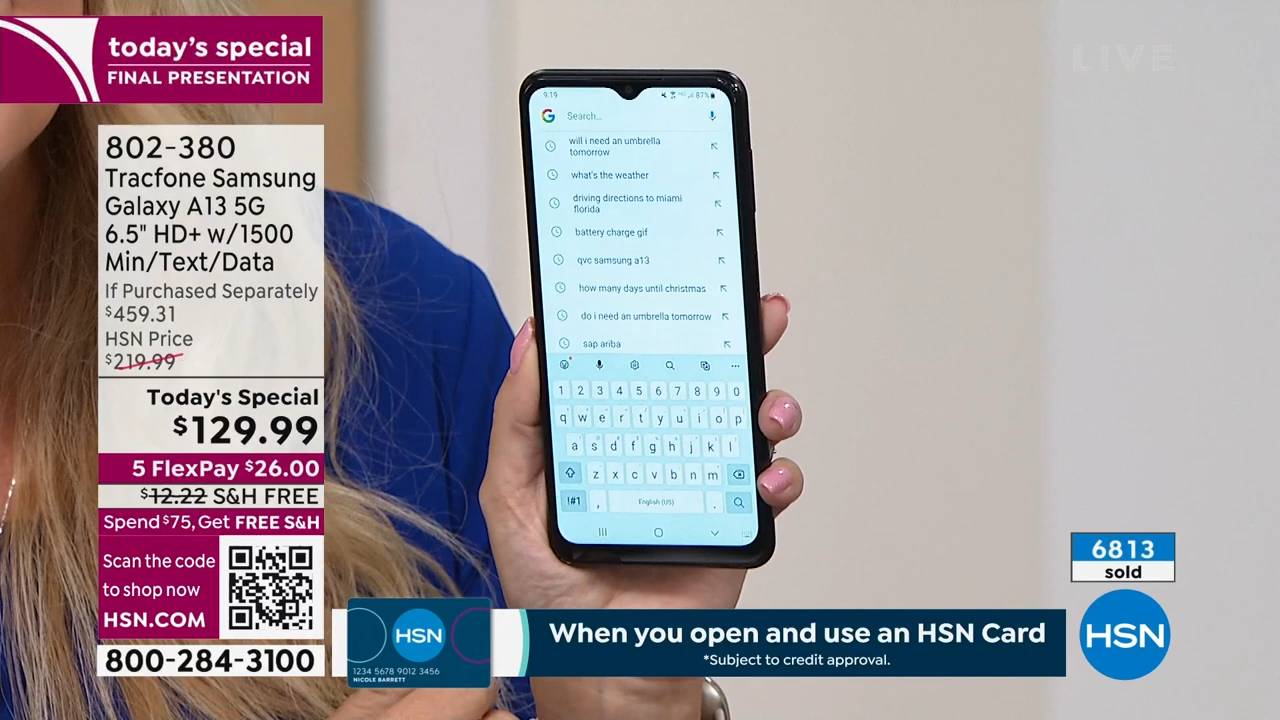 today's special
FINAL PRESENTATION
802-380
Tracfone Samsung
Galaxy A13 5G
6.5" HD+ w/1500
Min/Text/Data
If Purchased Separately
$459.31
HSN Price
$219.99
Today's Special
$129.99
5 FlexPay $26.00
$12.22 S&H FREE
Spend $75, Get FREE S&H
Scan the code
to shop now
HSN.COM
800-284-3100
LIVE
9:19
87%
Search...
will i need an umbrella
tomorrow
what's the weather
driving directions to miami
florida
battery charge gif
qvc samsung a13
how many days until christmas
do i need an umbrella tomorrow
sap ariba
1 2 3 4 5 6 7 8 9 0
q w e r t y u i o p
a s d f g h j k l
z x c v b n m
!#1 , English (US) .
HSN
1234 5678 9012 3456
NICOLE BARRETT
When you open and use an HSN Card
*Subject to credit approval.
6813
sold
HSN